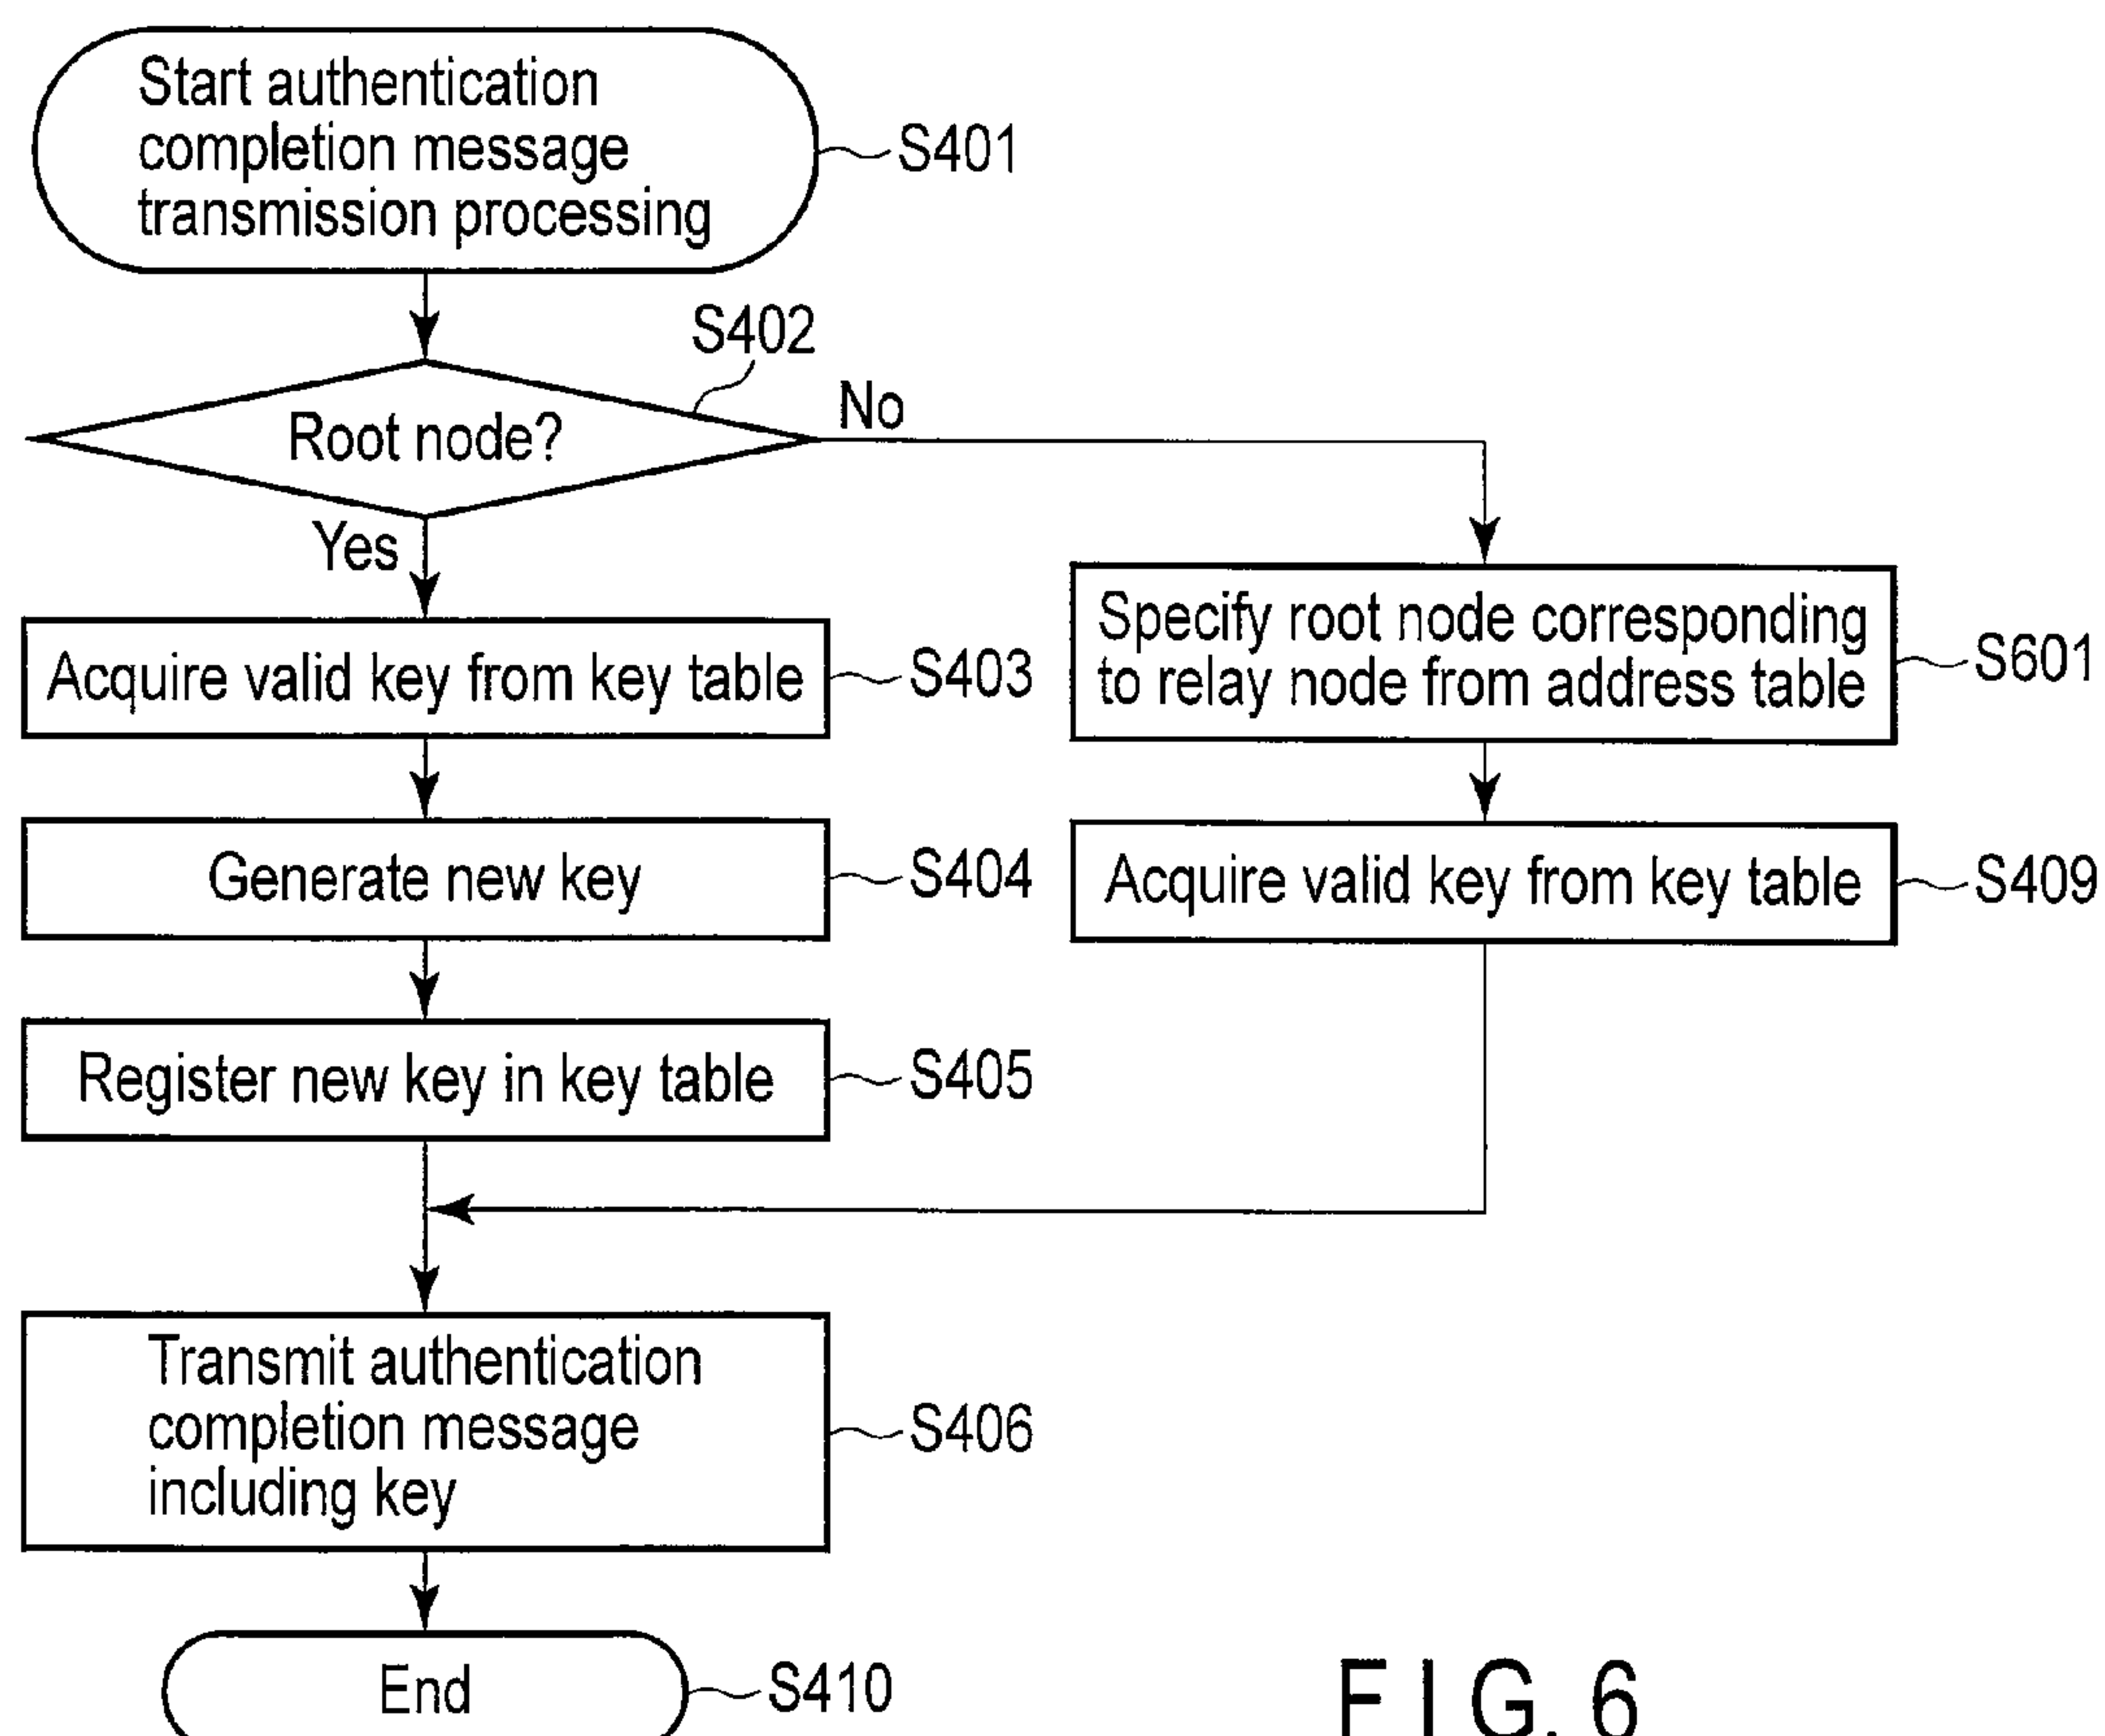 Start authentication
completion message
transmission processing
S401
S402
Root node?
No
Yes
Acquire valid key from key table
S403
Specify root node corresponding
to relay node from address table
S601
Generate new key
S404
Acquire valid key from key table
S409
Register new key in key table
S405
Transmit authentication
completion message
including key
S406
End
S410
FIG. 6